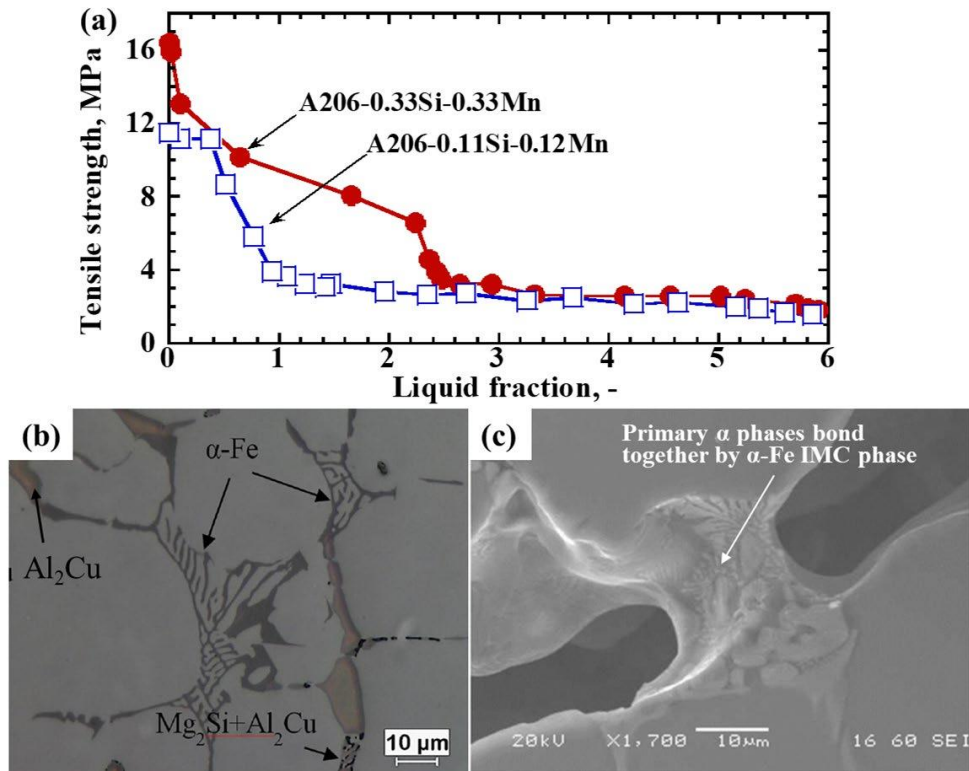 (a)
16
12
8
4
0
Tensile strength, MPa
A206-0.33Si-0.33Mn
A206-0.11Si-0.12Mn
0 1 2 3 4 5 6
Liquid fraction, -
(b)
α-Fe
Al₂Cu
Mg₂Si+Al₂Cu
10 µm
(c)
Primary α phases bond
together by α-Fe IMC phase
20kV X1,700 10µm 16 60 SEI